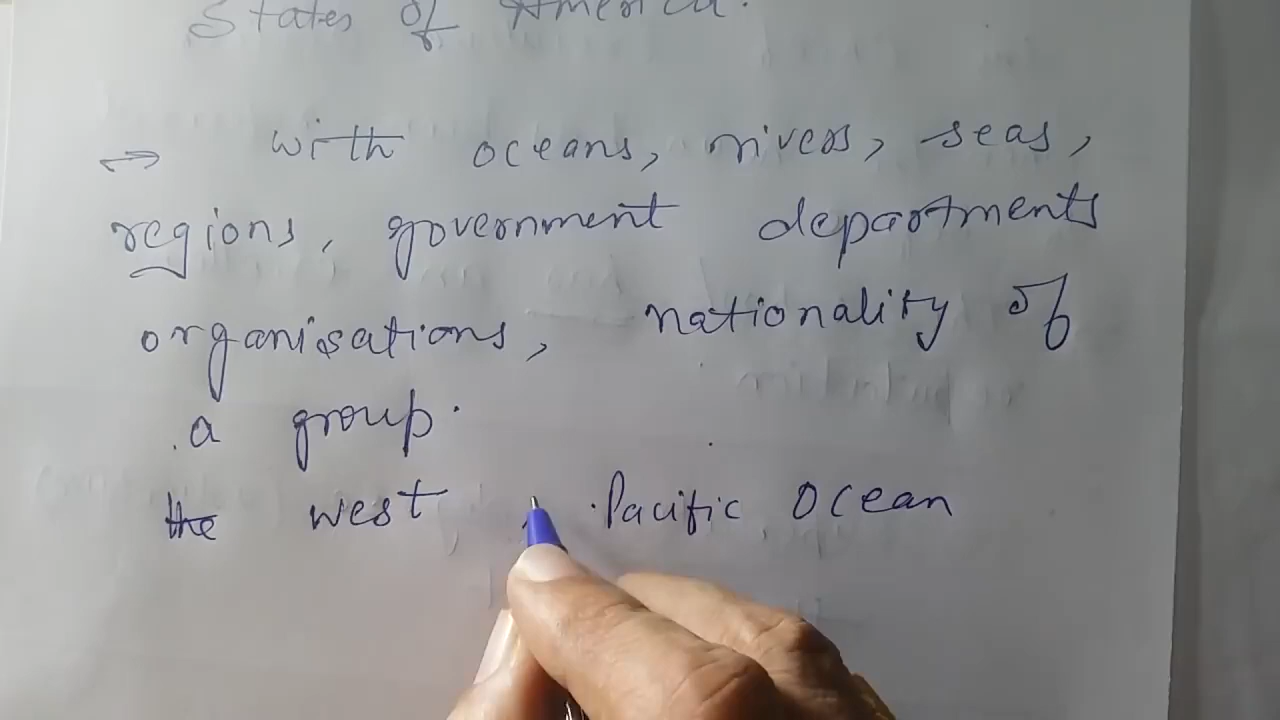 States of America.
→ with oceans, rivers, seas,
regions, government departments
organisations, nationality of
a group.
the west, Pacific Ocean